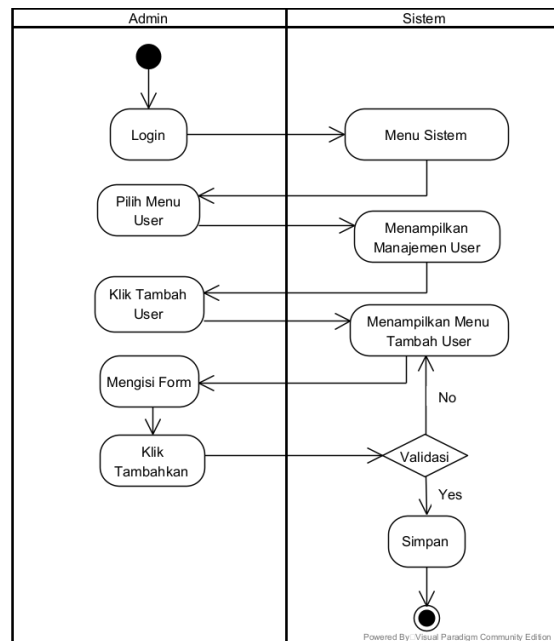 Admin
Sistem
Login
Menu Sistem
Pilih Menu
User
Menampilkan
Manajemen User
Klik Tambah
User
Menampilkan Menu
Tambah User
Mengisi Form
No
Klik
Tambahkan
Validasi
Yes
Simpan
Powered By Visual Paradigm Community Edition